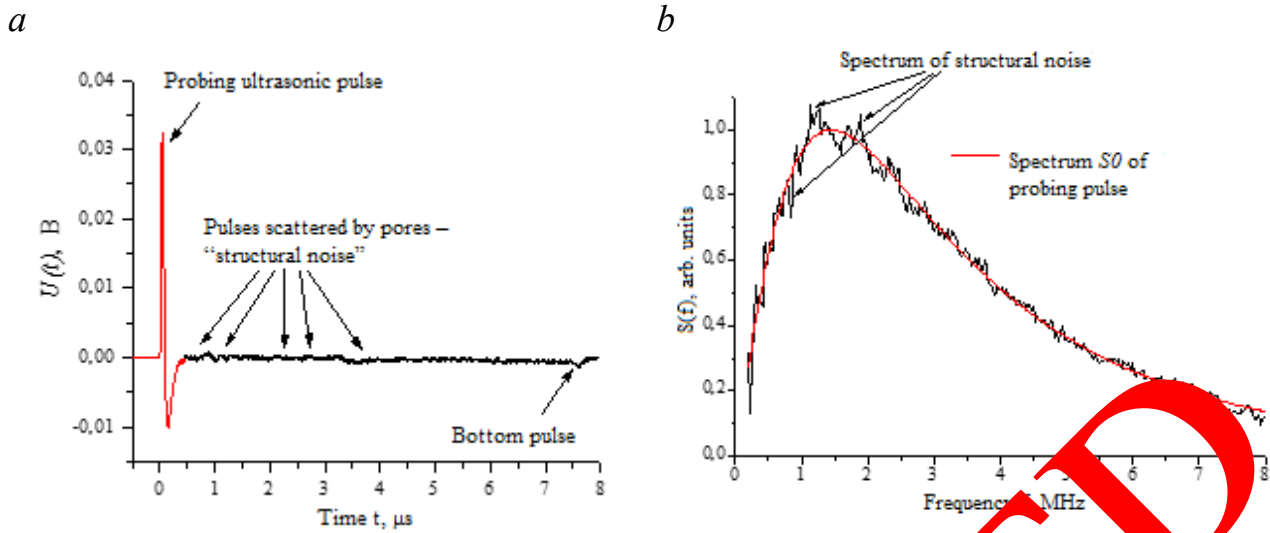 a
b
Probing ultrasonic pulse
Pulses scattered by pores –
“structural noise”
Bottom pulse
U(t), B
0,04
0,03
0,02
0,01
0,00
-0,01
0 1 2 3 4 5 6 7 8
Time t, μs
Spectrum of structural noise
Spectrum S0 of
probing pulse
S(f), arb. units
1,0
0,8
0,6
0,4
0,2
0,0
0 1 2 3 4 5 6 7 8
Frequency MHz